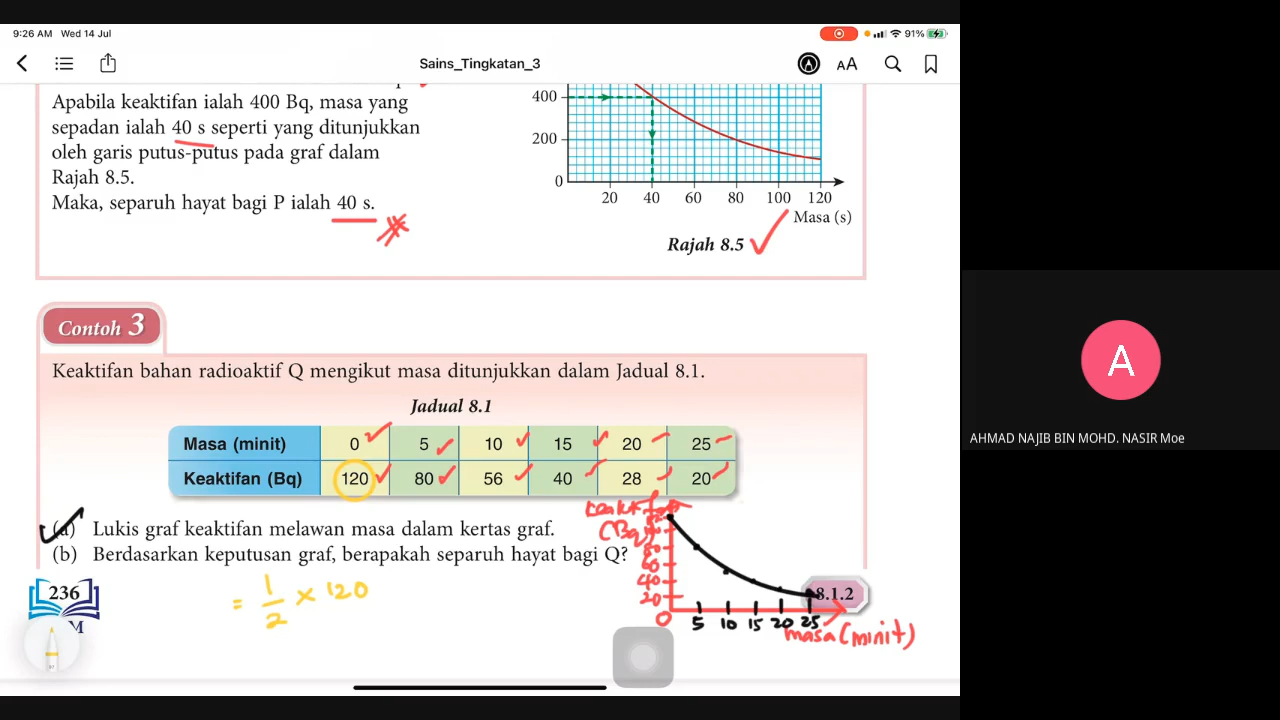 9:26 AM Wed 14 Jul
91%
Sains_Tingkatan_3
AA
Apabila keaktifan ialah 400 Bq, masa yang
sepadan ialah 40 s seperti yang ditunjukkan
oleh garis putus-putus pada graf dalam
Rajah 8.5.
Maka, separuh hayat bagi P ialah 40 s.
400
200
0
20 40 60 80 100 120
Masa (s)
Rajah 8.5
Contoh 3
Keaktifan bahan radioaktif Q mengikut masa ditunjukkan dalam Jadual 8.1.
Jadual 8.1
Masa (minit) 0 5 10 15 20 25
Keaktifan (Bq) 120 80 56 40 28 20
(a) Lukis graf keaktifan melawan masa dalam kertas graf.
(b) Berdasarkan keputusan graf, berapakah separuh hayat bagi Q?
236
= 1/2 × 120
(Bq)
80
60
40
20
0
5 10 15 20 25
masa (minit)
8.1.2
A
AHMAD NAJIB BIN MOHD. NASIR Moe